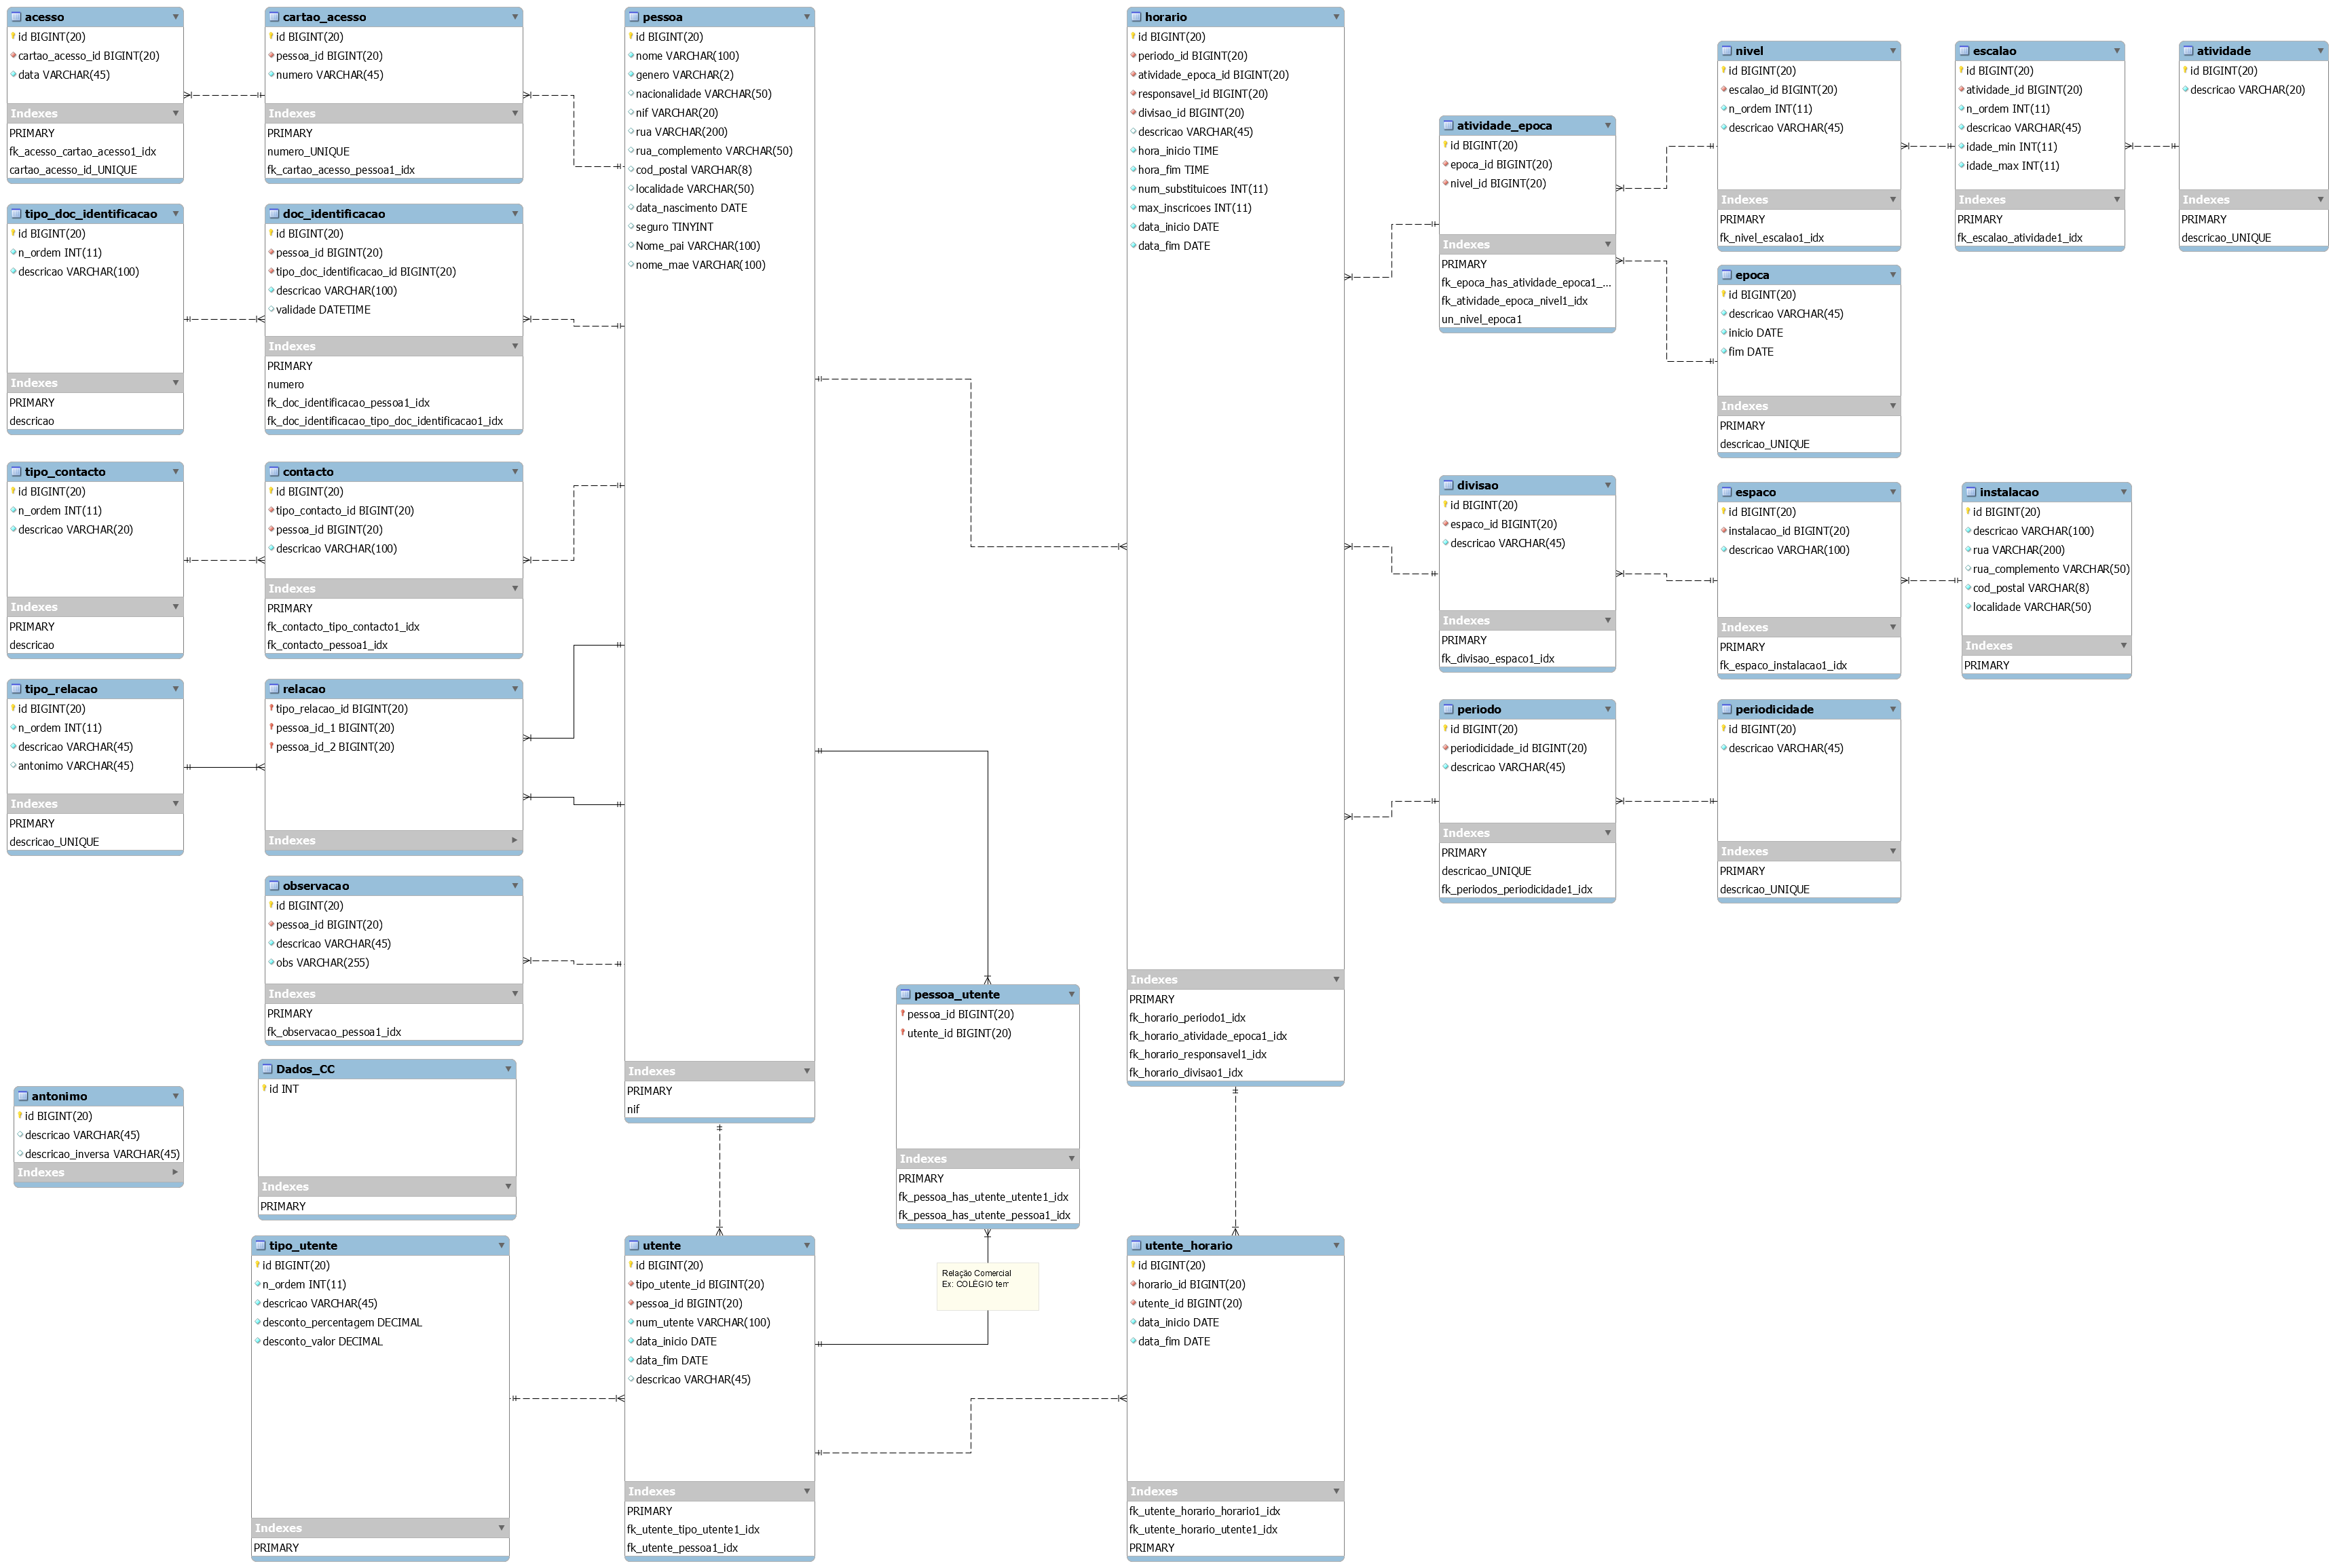 acesso
id BIGINT(20)
cartao_acesso_id BIGINT(20)
data VARCHAR(45)
Indexes
PRIMARY
fk_acesso_cartao_acesso1_idx
cartao_acesso_id_UNIQUE
cartao_acesso
id BIGINT(20)
pessoa_id BIGINT(20)
numero VARCHAR(45)
Indexes
PRIMARY
numero_UNIQUE
fk_cartao_acesso_pessoa1_idx
tipo_doc_identificacao
id BIGINT(20)
n_ordem INT(11)
descricao VARCHAR(100)
Indexes
PRIMARY
descricao
doc_identificacao
id BIGINT(20)
pessoa_id BIGINT(20)
tipo_doc_identificacao_id BIGINT(20)
descricao VARCHAR(100)
validade DATETIME
Indexes
PRIMARY
numero
fk_doc_identificacao_pessoa1_idx
fk_doc_identificacao_tipo_doc_identificacao1_idx
tipo_contacto
id BIGINT(20)
n_ordem INT(11)
descricao VARCHAR(20)
Indexes
PRIMARY
descricao
contacto
id BIGINT(20)
tipo_contacto_id BIGINT(20)
pessoa_id BIGINT(20)
descricao VARCHAR(100)
Indexes
PRIMARY
fk_contacto_tipo_contacto1_idx
fk_contacto_pessoa1_idx
tipo_relacao
id BIGINT(20)
n_ordem INT(11)
descricao VARCHAR(45)
antonimo VARCHAR(45)
Indexes
PRIMARY
descricao_UNIQUE
relacao
tipo_relacao_id BIGINT(20)
pessoa_id_1 BIGINT(20)
pessoa_id_2 BIGINT(20)
Indexes
observacao
id BIGINT(20)
pessoa_id BIGINT(20)
descricao VARCHAR(45)
obs VARCHAR(255)
Indexes
PRIMARY
fk_observacao_pessoa1_idx
antonimo
id BIGINT(20)
descricao VARCHAR(45)
descricao_inversa VARCHAR(45)
Indexes
Dados_CC
id INT
Indexes
PRIMARY
tipo_utente
id BIGINT(20)
n_ordem INT(11)
descricao VARCHAR(45)
desconto_percentagem DECIMAL
desconto_valor DECIMAL
Indexes
PRIMARY
pessoa
id BIGINT(20)
nome VARCHAR(100)
genero VARCHAR(2)
nacionalidade VARCHAR(50)
nif VARCHAR(20)
rua VARCHAR(200)
rua_complemento VARCHAR(50)
cod_postal VARCHAR(8)
localidade VARCHAR(50)
data_nascimento DATE
seguro TINYINT
Nome_pai VARCHAR(100)
nome_mae VARCHAR(100)
Indexes
PRIMARY
nif
utente
id BIGINT(20)
tipo_utente_id BIGINT(20)
pessoa_id BIGINT(20)
num_utente VARCHAR(100)
data_inicio DATE
data_fim DATE
descricao VARCHAR(45)
Indexes
PRIMARY
fk_utente_tipo_utente1_idx
fk_utente_pessoa1_idx
pessoa_utente
pessoa_id BIGINT(20)
utente_id BIGINT(20)
Indexes
PRIMARY
fk_pessoa_has_utente_utente1_idx
fk_pessoa_has_utente_pessoa1_idx
Relação Comercial
Ex: COLÉGIO tem
horario
id BIGINT(20)
periodo_id BIGINT(20)
atividade_epoca_id BIGINT(20)
responsavel_id BIGINT(20)
divisao_id BIGINT(20)
descricao VARCHAR(45)
hora_inicio TIME
hora_fim TIME
num_substituicoes INT(11)
max_inscricoes INT(11)
data_inicio DATE
data_fim DATE
Indexes
PRIMARY
fk_horario_periodo1_idx
fk_horario_atividade_epoca1_idx
fk_horario_responsavel1_idx
fk_horario_divisao1_idx
utente_horario
id BIGINT(20)
horario_id BIGINT(20)
utente_id BIGINT(20)
data_inicio DATE
data_fim DATE
Indexes
fk_utente_horario_horario1_idx
fk_utente_horario_utente1_idx
PRIMARY
atividade_epoca
id BIGINT(20)
epoca_id BIGINT(20)
nivel_id BIGINT(20)
Indexes
PRIMARY
fk_epoca_has_atividade_epoca1_...
fk_atividade_epoca_nivel1_idx
un_nivel_epoca1
nivel
id BIGINT(20)
escalao_id BIGINT(20)
n_ordem INT(11)
descricao VARCHAR(45)
Indexes
PRIMARY
fk_nivel_escalao1_idx
escalao
id BIGINT(20)
atividade_id BIGINT(20)
n_ordem INT(11)
descricao VARCHAR(45)
idade_min INT(11)
idade_max INT(11)
Indexes
PRIMARY
fk_escalao_atividade1_idx
atividade
id BIGINT(20)
descricao VARCHAR(20)
Indexes
PRIMARY
descricao_UNIQUE
epoca
id BIGINT(20)
descricao VARCHAR(45)
inicio DATE
fim DATE
Indexes
PRIMARY
descricao_UNIQUE
divisao
id BIGINT(20)
espaco_id BIGINT(20)
descricao VARCHAR(45)
Indexes
PRIMARY
fk_divisao_espaco1_idx
espaco
id BIGINT(20)
instalacao_id BIGINT(20)
descricao VARCHAR(100)
Indexes
PRIMARY
fk_espaco_instalacao1_idx
instalacao
id BIGINT(20)
descricao VARCHAR(100)
rua VARCHAR(200)
rua_complemento VARCHAR(50)
cod_postal VARCHAR(8)
localidade VARCHAR(50)
Indexes
PRIMARY
periodo
id BIGINT(20)
periodicidade_id BIGINT(20)
descricao VARCHAR(45)
Indexes
PRIMARY
descricao_UNIQUE
fk_periodos_periodicidade1_idx
periodicidade
id BIGINT(20)
descricao VARCHAR(45)
Indexes
PRIMARY
descricao_UNIQUE